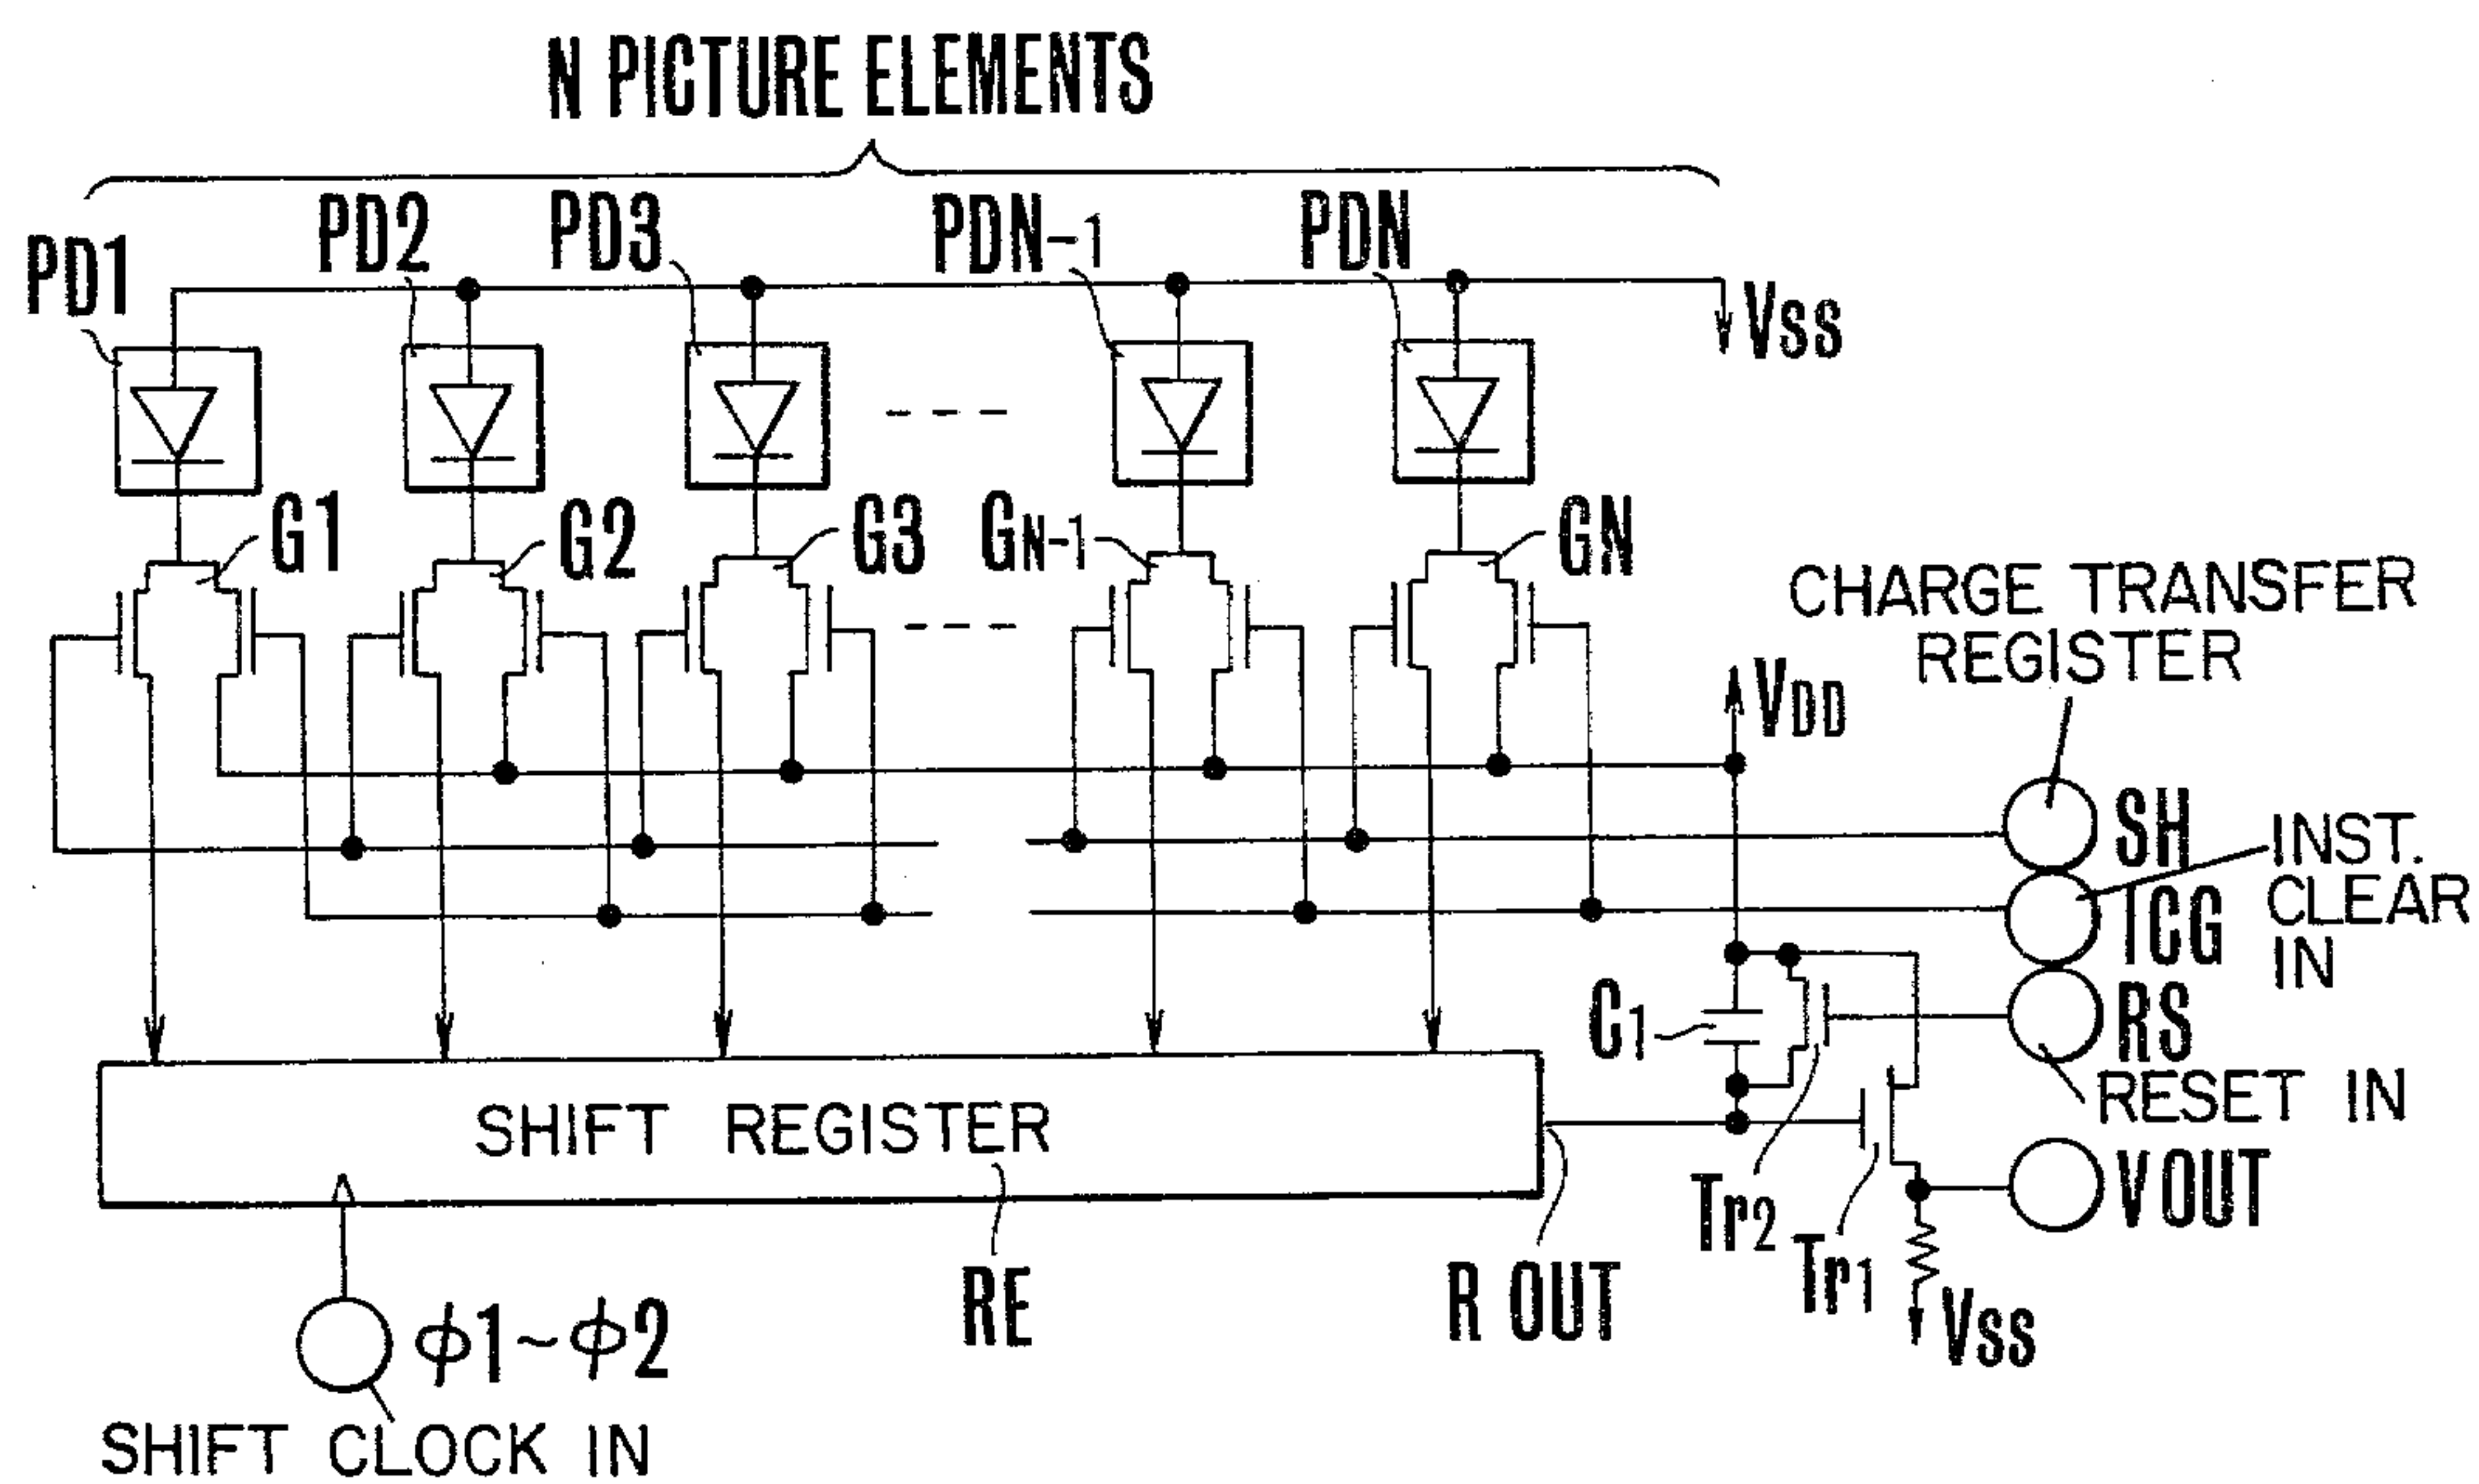 N PICTURE ELEMENTS
PD1
PD2
PD3
PDN-1
PDN
VSS
G1
G2
G3
GN-1
GN
CHARGE TRANSFER
REGISTER
VDD
SH
INST.
CLEAR
IN
ICG
C1
RS
RESET IN
SHIFT REGISTER
VOUT
Tr2
Tr1
RE
R OUT
VSS
ϕ1~ϕ2
SHIFT CLOCK IN